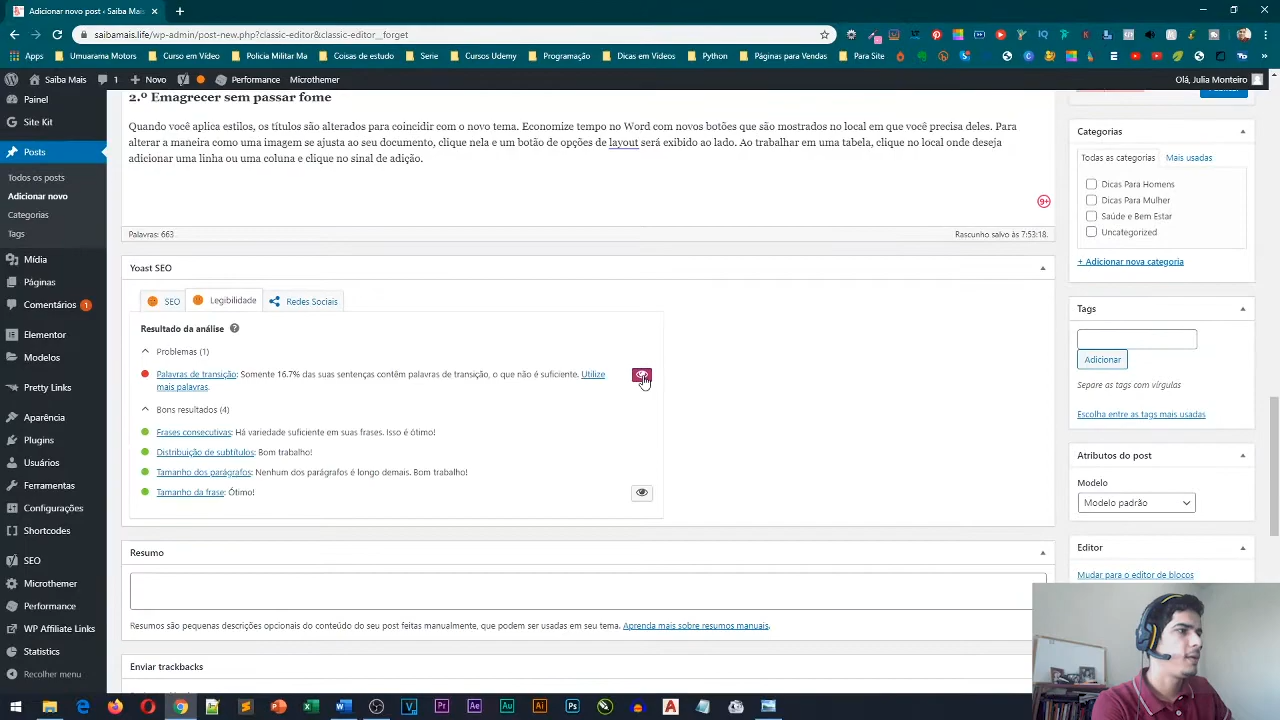 Adicionar novo post ‹ Saiba Mais
saibamais.life/wp-admin/post-new.php?classic-editor&classic-editor__forget
Apps
Umuarama Motors
Curso em Vídeo
Policia Militar Ma
Coisas de estudo
Serie
Cursos Udemy
Programação
Dicas em Videos
Python
Páginas para Vendas
Para Site
Saiba Mais
1
Novo
Performance
Microthemer
Olá, Julia Monteiro
Painel
Site Kit
Posts
Todos os posts
Adicionar novo
Categorias
Tags
Mídia
Páginas
Comentários 1
Elementor
Modelos
Pretty Links
Aparência
Plugins
Usuários
Ferramentas
Configurações
Shortcodes
SEO
Microthemer
Performance
WP Affiliate Links
Statistics
Recolher menu
2.º Emagrecer sem passar fome
Quando você aplica estilos, os títulos são alterados para coincidir com o novo tema. Economize tempo no Word com novos botões que são mostrados no local em que você precisa deles. Para
alterar a maneira como uma imagem se ajusta ao seu documento, clique nela e um botão de opções de layout será exibido ao lado. Ao trabalhar em uma tabela, clique no local onde deseja
adicionar uma linha ou uma coluna e clique no sinal de adição.
9+
Palavras: 663
Rascunho salvo às 7:53:18.
Yoast SEO
SEO
Legibilidade
Redes Sociais
Resultado da análise
Problemas (1)
Palavras de transição: Somente 16.7% das suas sentenças contêm palavras de transição, o que não é suficiente. Utilize
mais palavras.
Bons resultados (4)
Frases consecutivas: Há variedade suficiente em suas frases. Isso é ótimo!
Distribuição de subtítulos: Bom trabalho!
Tamanho dos parágrafos: Nenhum dos parágrafos é longo demais. Bom trabalho!
Tamanho da frase: Ótimo!
Resumo
Resumos são pequenas descrições opcionais do conteúdo do seu post feitas manualmente, que podem ser usadas em seu tema. Aprenda mais sobre resumos manuais.
Enviar trackbacks
Categorias
Todas as categorias
Mais usadas
Dicas Para Homens
Dicas Para Mulher
Saúde e Bem Estar
Uncategorized
+ Adicionar nova categoria
Tags
Adicionar
Separe as tags com vírgulas
Escolha entre as tags mais usadas
Atributos do post
Modelo
Modelo padrão
Editor
Mudar para o editor de blocos